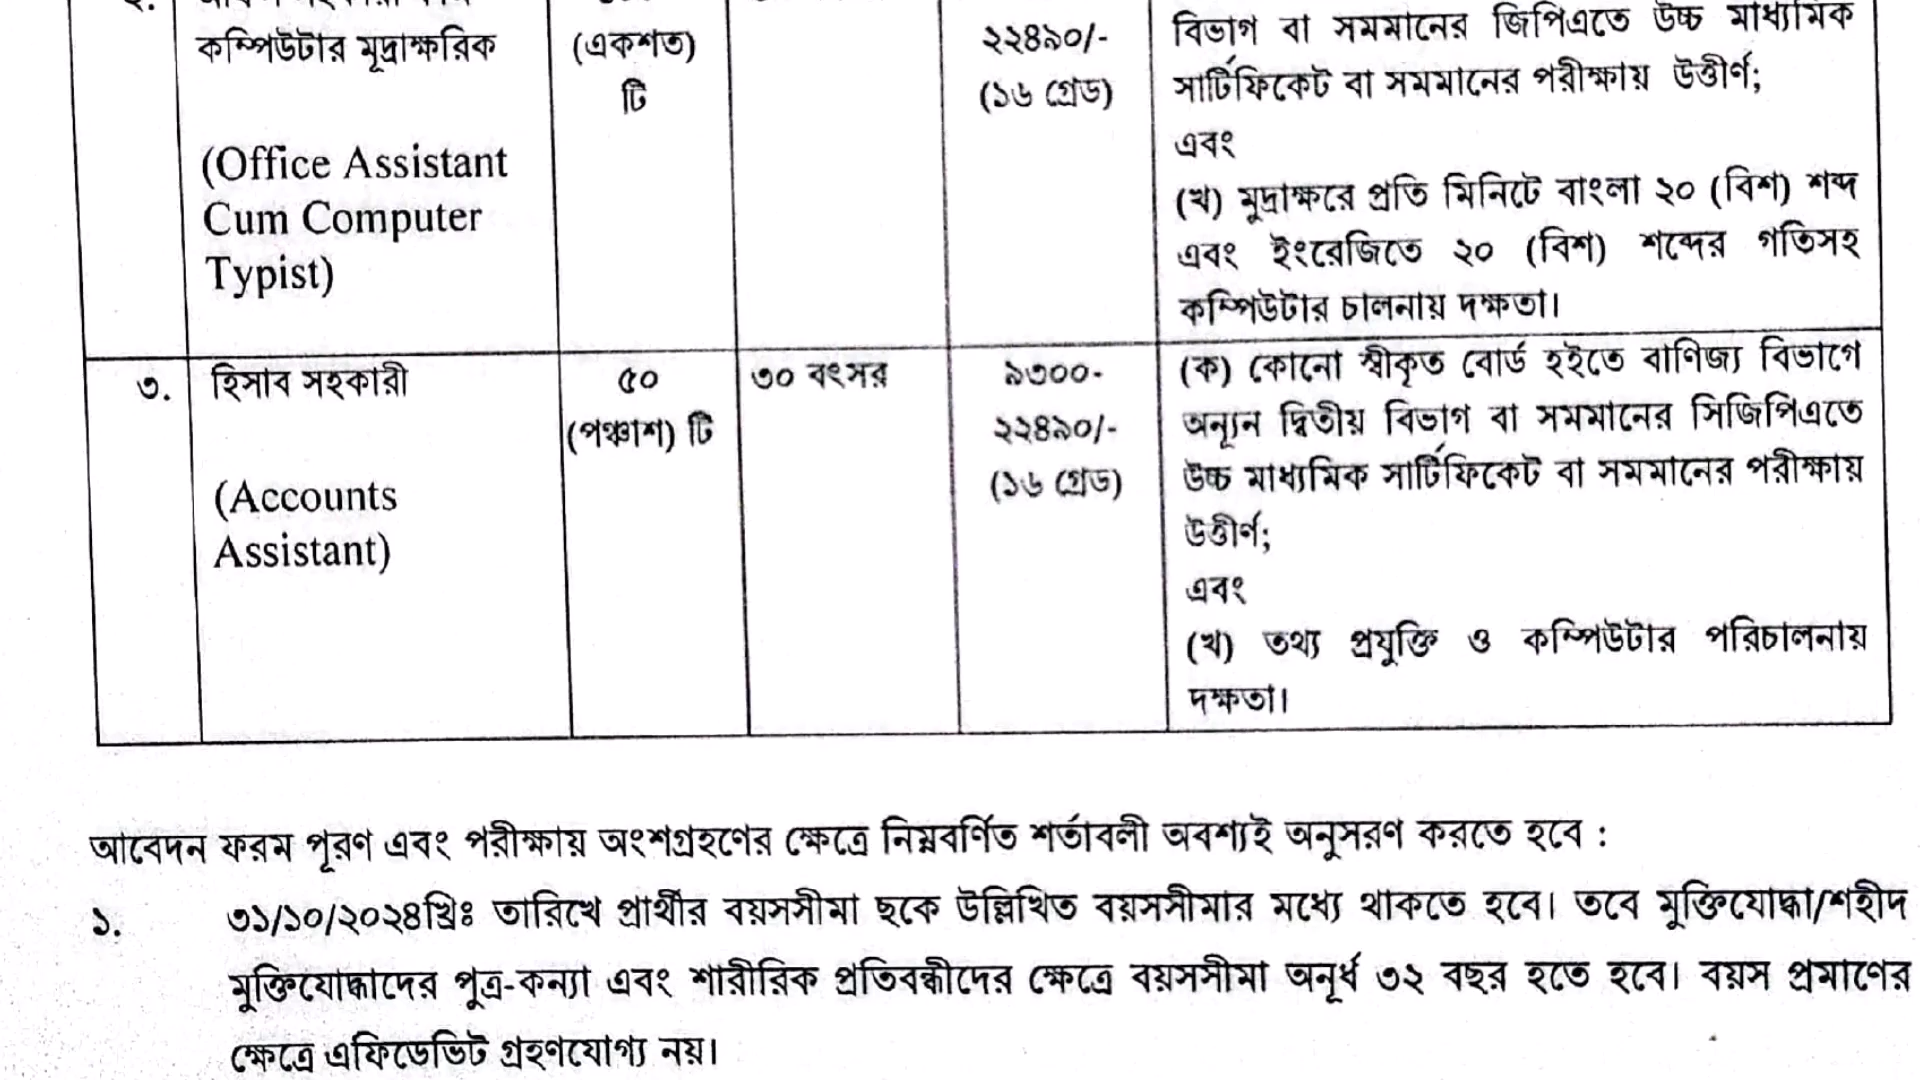 ২.
কম্পিউটার মূদ্রাক্ষরিক
(Office Assistant
Cum Computer
Typist)
(একশত)
টি
২২৪৯০/-
(১৬ গ্রেড)
বিভাগ বা সমমানের জিপিএতে উচ্চ মাধ্যমিক
সার্টিফিকেট বা সমমানের পরীক্ষায় উত্তীর্ণ;
এবং
(খ) মুদ্রাক্ষরে প্রতি মিনিটে বাংলা ২০ (বিশ) শব্দ
এবং ইংরেজিতে ২০ (বিশ) শব্দের গতিসহ
কম্পিউটার চালনায় দক্ষতা।
৩.
হিসাব সহকারী
(Accounts
Assistant)
৫০
(পঞ্চাশ) টি
৩০ বৎসর
৯৩০০-
২২৪৯০/-
(১৬ গ্রেড)
(ক) কোনো স্বীকৃত বোর্ড হইতে বাণিজ্য বিভাগে
অন্যূন দ্বিতীয় বিভাগ বা সমমানের সিজিপিএতে
উচ্চ মাধ্যমিক সার্টিফিকেট বা সমমানের পরীক্ষায়
উত্তীর্ণ;
এবং
(খ) তথ্য প্রযুক্তি ও কম্পিউটার পরিচালনায়
দক্ষতা।
আবেদন ফরম পূরণ এবং পরীক্ষায় অংশগ্রহণের ক্ষেত্রে নিম্নবর্ণিত শর্তাবলী অবশ্যই অনুসরণ করতে হবে :
১. ৩১/১০/২০২৪খ্রিঃ তারিখে প্রার্থীর বয়সসীমা ছকে উল্লিখিত বয়সসীমার মধ্যে থাকতে হবে। তবে মুক্তিযোদ্ধা/শহীদ
মুক্তিযোদ্ধাদের পুত্র-কন্যা এবং শারীরিক প্রতিবন্ধীদের ক্ষেত্রে বয়সসীমা অনূর্ধ ৩২ বছর হতে হবে। বয়স প্রমাণের
ক্ষেত্রে এফিডেভিট গ্রহণযোগ্য নয়।